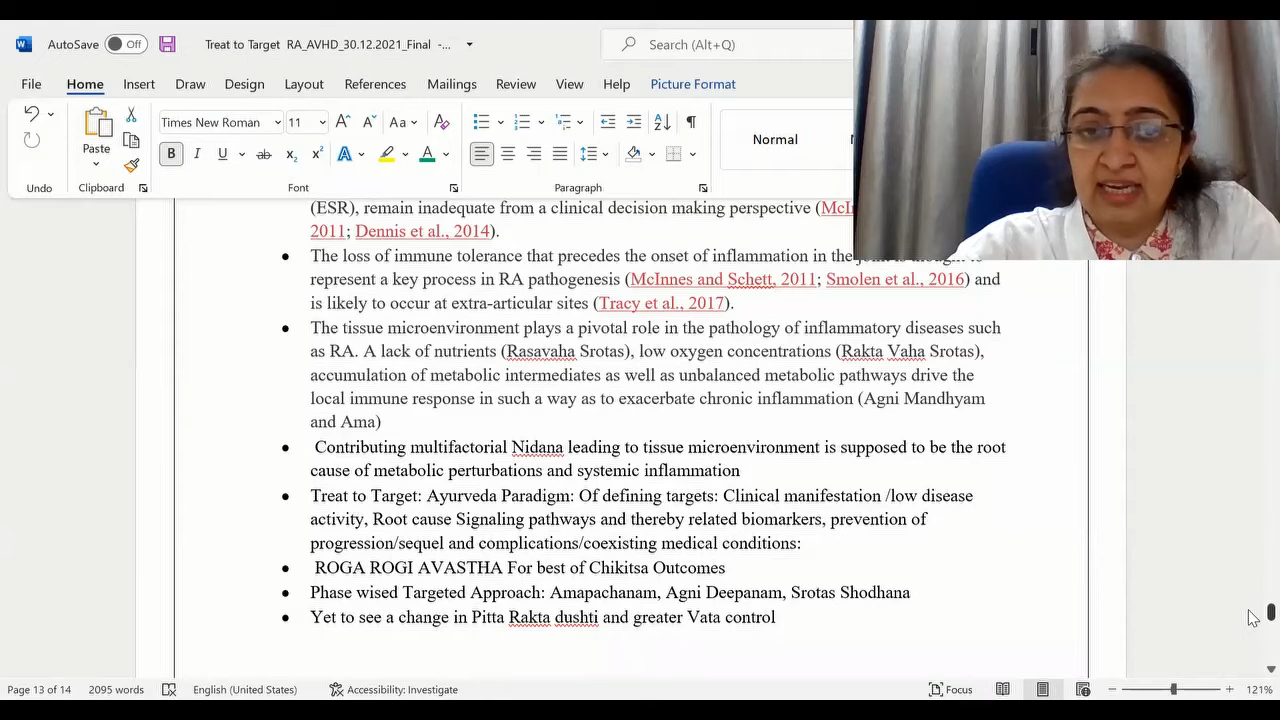 AutoSave Off Treat to Target RA_AVHD_30.12.2021_Final -... Search (Alt+Q)
File Home Insert Draw Design Layout References Mailings Review View Help Picture Format
Times New Roman 11 Aa
Paste B I U ab x₂ x² A A ¶ Normal
Undo Clipboard Font Paragraph
(ESR), remain inadequate from a clinical decision making perspective
2011; Dennis et al., 2014).
• The loss of immune tolerance that precedes the onset of inflammation in the joint is thought to
represent a key process in RA pathogenesis (McInnes and Schett, 2011; Smolen et al., 2016) and
is likely to occur at extra-articular sites (Tracy et al., 2017).
• The tissue microenvironment plays a pivotal role in the pathology of inflammatory diseases such
as RA. A lack of nutrients (Rasavaha Srotas), low oxygen concentrations (Rakta Vaha Srotas),
accumulation of metabolic intermediates as well as unbalanced metabolic pathways drive the
local immune response in such a way as to exacerbate chronic inflammation (Agni Mandhyam
and Ama)
• Contributing multifactorial Nidana leading to tissue microenvironment is supposed to be the root
cause of metabolic perturbations and systemic inflammation
• Treat to Target: Ayurveda Paradigm: Of defining targets: Clinical manifestation /low disease
activity, Root cause Signaling pathways and thereby related biomarkers, prevention of
progression/sequel and complications/coexisting medical conditions:
• ROGA ROGI AVASTHA For best of Chikitsa Outcomes
• Phase wised Targeted Approach: Amapachanam, Agni Deepanam, Srotas Shodhana
• Yet to see a change in Pitta Rakta dushti and greater Vata control
Page 13 of 14 2095 words English (United States) Accessibility: Investigate Focus 121%